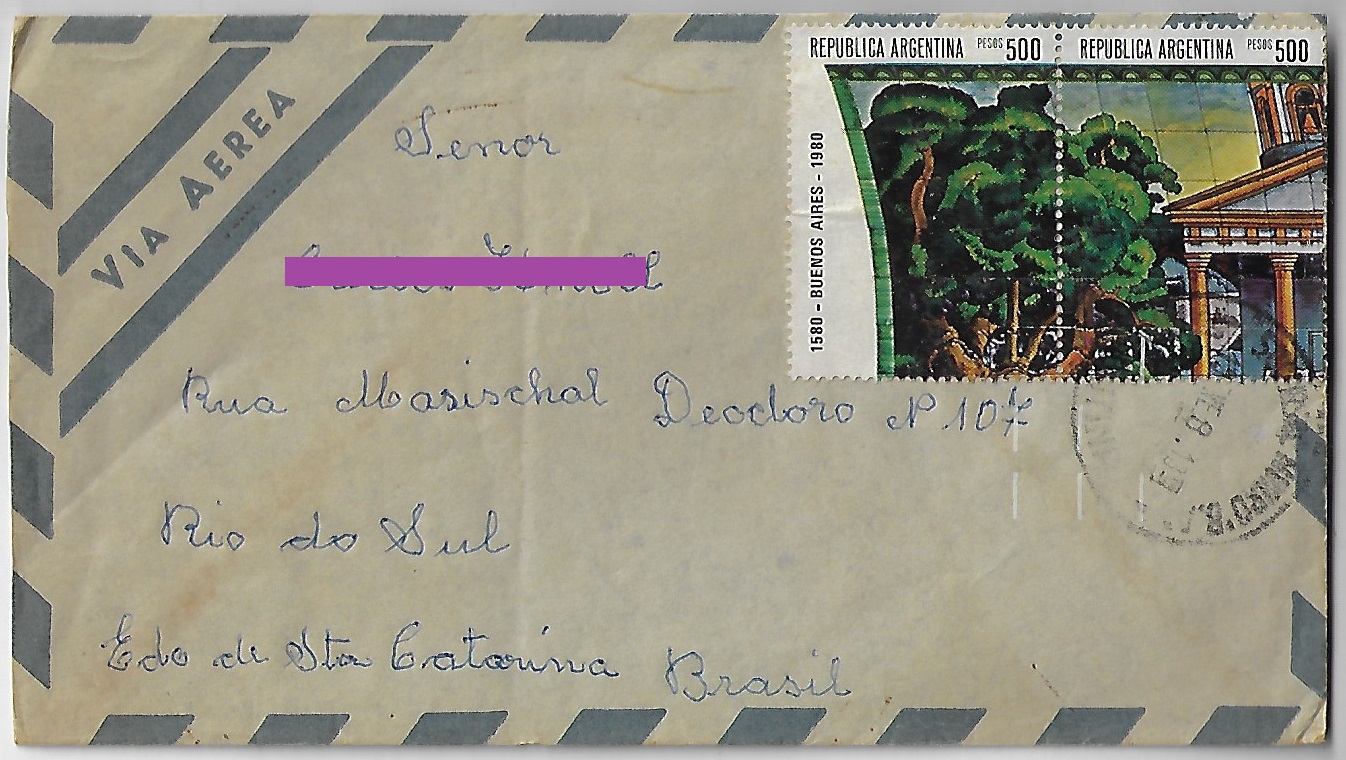 REPUBLICA ARGENTINA PESOS 500
REPUBLICA ARGENTINA PESOS 500
1580 - BUENOS AIRES - 1980
VIA AEREA
Senor
Rua Marischal Deodoro Nº 107
Rio do Sul
Edo de Sta Catarina Brasil